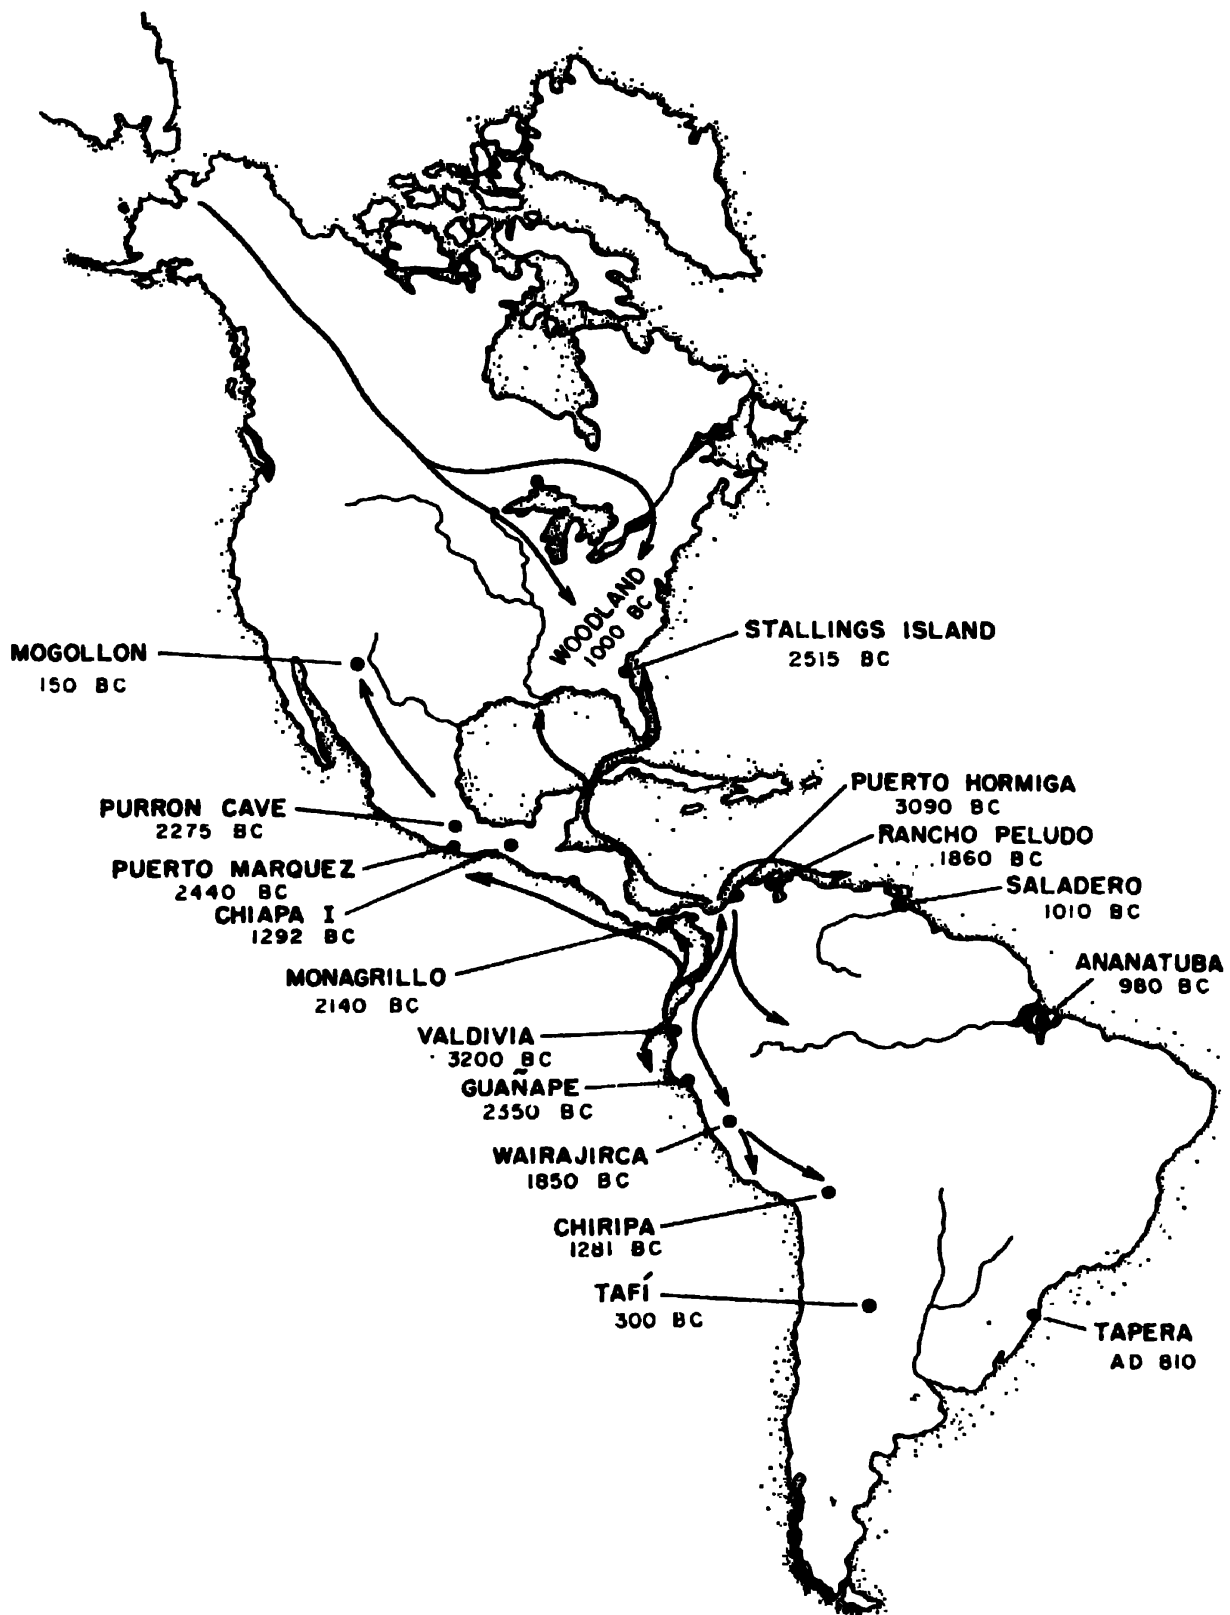 WOODLAND
1000 BC
STALLINGS ISLAND
2515 BC
MOGOLLON
150 BC
PUERTO HORMIGA
3090 BC
PURRON CAVE
2275 BC
RANCHO PELUDO
1860 BC
PUERTO MARQUEZ
2440 BC
SALADERO
1010 BC
CHIAPA I
1292 BC
MONAGRILLO
2140 BC
ANANATUBA
980 BC
VALDIVIA
3200 BC
GUAÑAPE
2350 BC
WAIRAJIRCA
1850 BC
CHIRIPA
1281 BC
TAFÍ
300 BC
TAPERA
AD 810